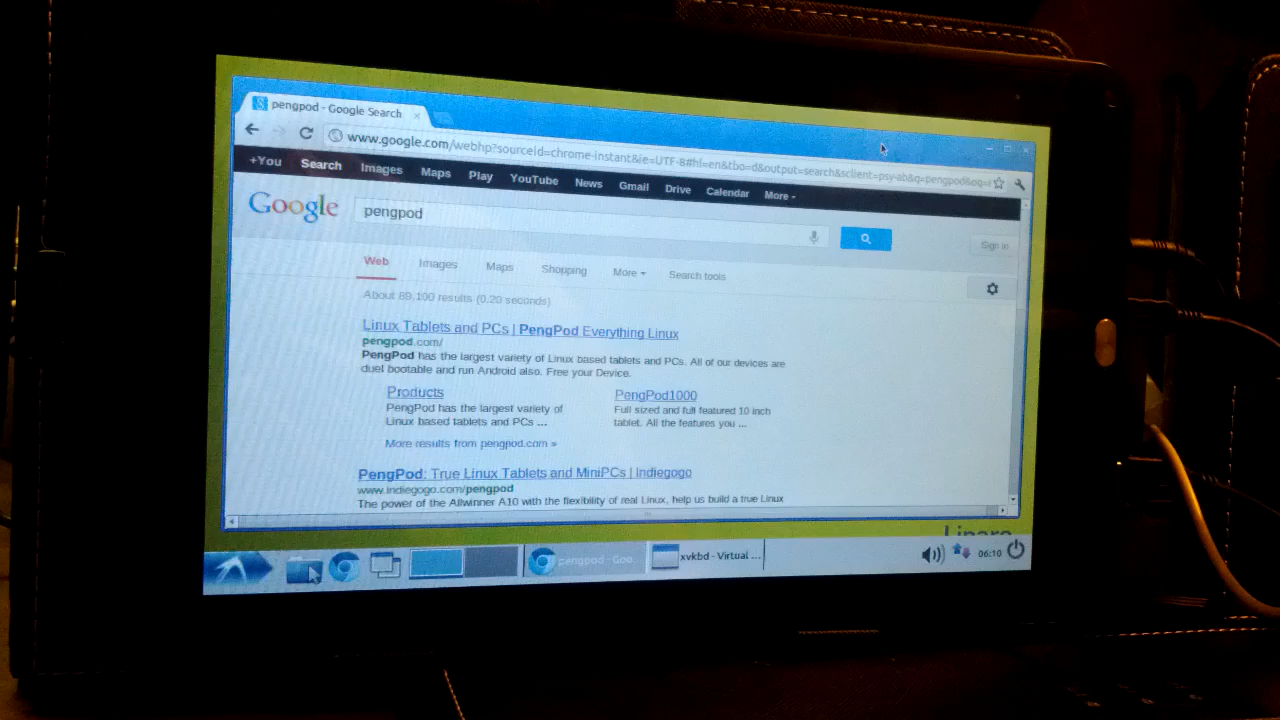 pengpod - Google Search
www.google.com/webhp?sourceid=chrome-instant&ie=UTF-8#hl=en&tbo=d&output=search&sclient=psy-ab&q=pengpod&oq=
+You Search Images Maps Play YouTube News Gmail Drive Calendar More
Google pengpod
Sign in
Web Images Maps Shopping More Search tools
About 89,100 results (0.20 seconds)
Linux Tablets and PCs | PengPod Everything Linux
pengpod.com/
PengPod has the largest variety of Linux based tablets and PCs. All of our devices are
duel bootable and run Android also. Free your Device.
Products PengPod1000
PengPod has the largest variety of Full sized and full featured 10 inch
Linux based tablets and PCs ... tablet. All the features you ...
More results from pengpod.com »
PengPod: True Linux Tablets and MiniPCs | Indiegogo
www.indiegogo.com/pengpod
The power of the Allwinner A10 with the flexibility of real Linux, help us build a true Linux
Linaro
pengpod - Goo... xvkbd - Virtual ... 06:10